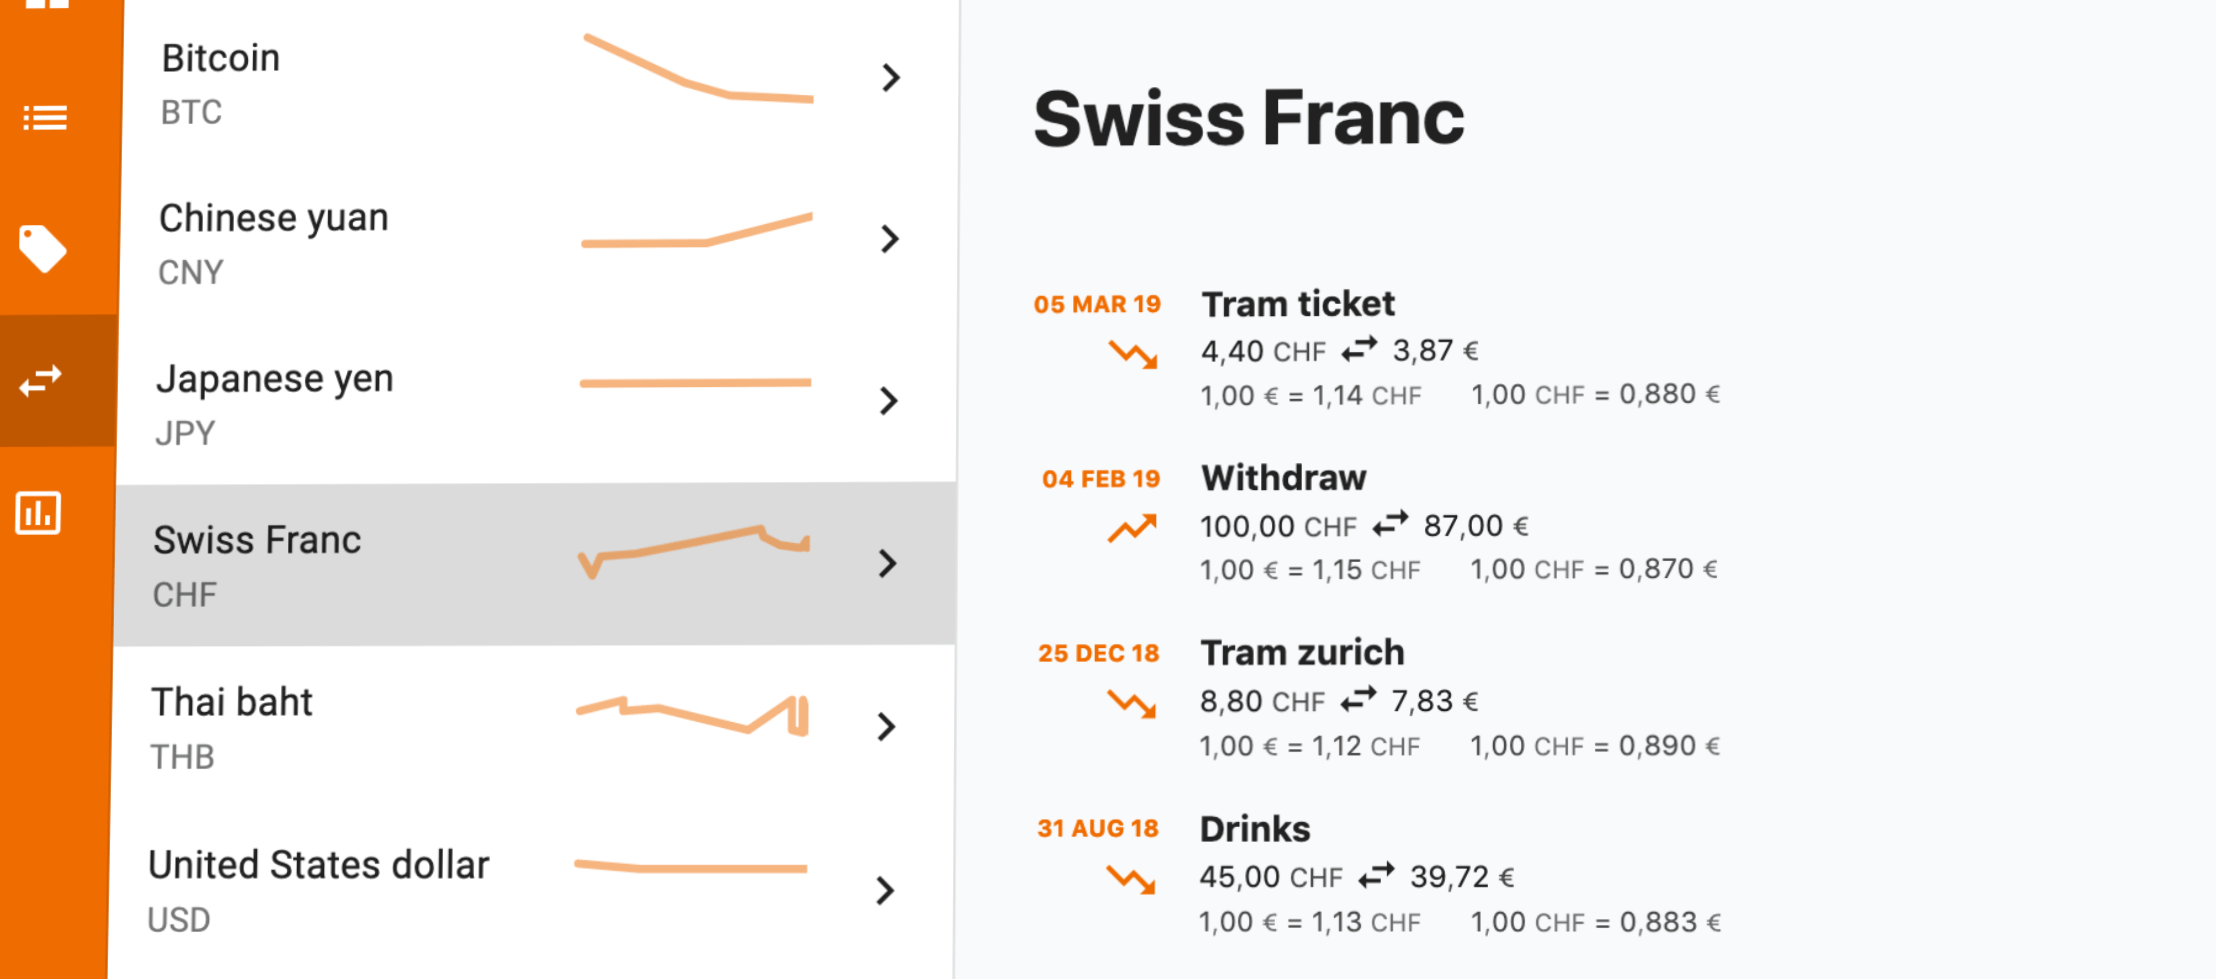 Bitcoin
BTC
Chinese yuan
CNY
Japanese yen
JPY
Swiss Franc
CHF
Thai baht
THB
United States dollar
USD
Swiss Franc
05 MAR 19 Tram ticket
4,40 CHF 3,87 €
1,00 € = 1,14 CHF 1,00 CHF = 0,880 €
04 FEB 19 Withdraw
100,00 CHF 87,00 €
1,00 € = 1,15 CHF 1,00 CHF = 0,870 €
25 DEC 18 Tram zurich
8,80 CHF 7,83 €
1,00 € = 1,12 CHF 1,00 CHF = 0,890 €
31 AUG 18 Drinks
45,00 CHF 39,72 €
1,00 € = 1,13 CHF 1,00 CHF = 0,883 €